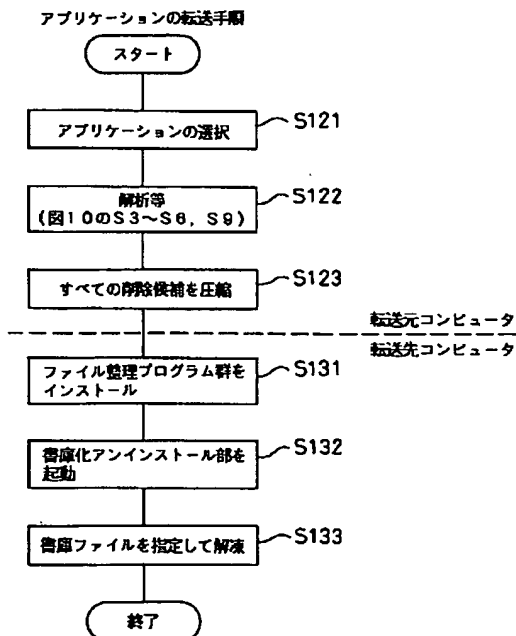 アプリケーションの転送手順
スタート
アプリケーションの選択
S121
解析等
(図10のS3〜S6, S9)
S122
すべての削除候補を圧縮
S123
転送元コンピュータ
転送先コンピュータ
ファイル整理プログラム群を
インストール
S131
書庫化アンインストール部を
起動
S132
書庫ファイルを指定して解凍
S133
終了